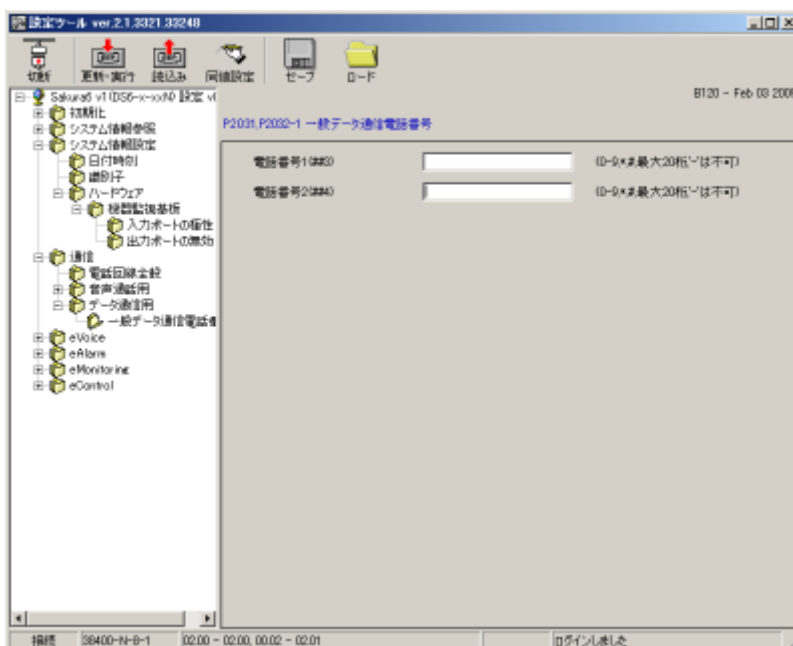 設定ツール ver.2.1.3321.33248
切断 更新・実行 読込み 同値設定 セーブ ロード
B120 - Feb 03 200
Sakura6 v1 (DS6-x-xxN) 設定 v
初期化
システム情報参照
システム情報設定
日付時刻
識別子
ハードウェア
機器監視基板
入力ポートの極性
出力ポートの無効
通信
電話回線全般
音声通話用
データ通信用
一般データ通信電話番
eVoice
eAlarm
eMonitoring
eControl
P2031,P2032-1 一般データ通信電話番号
電話番号1(##3) (0-9,*,#,最大20桁,'-'は不可)
電話番号2(##4) (0-9,*,#,最大20桁,'-'は不可)
接続 38400-N-8-1 02.00 - 02.00, 00.02 - 02.01 ログインしました